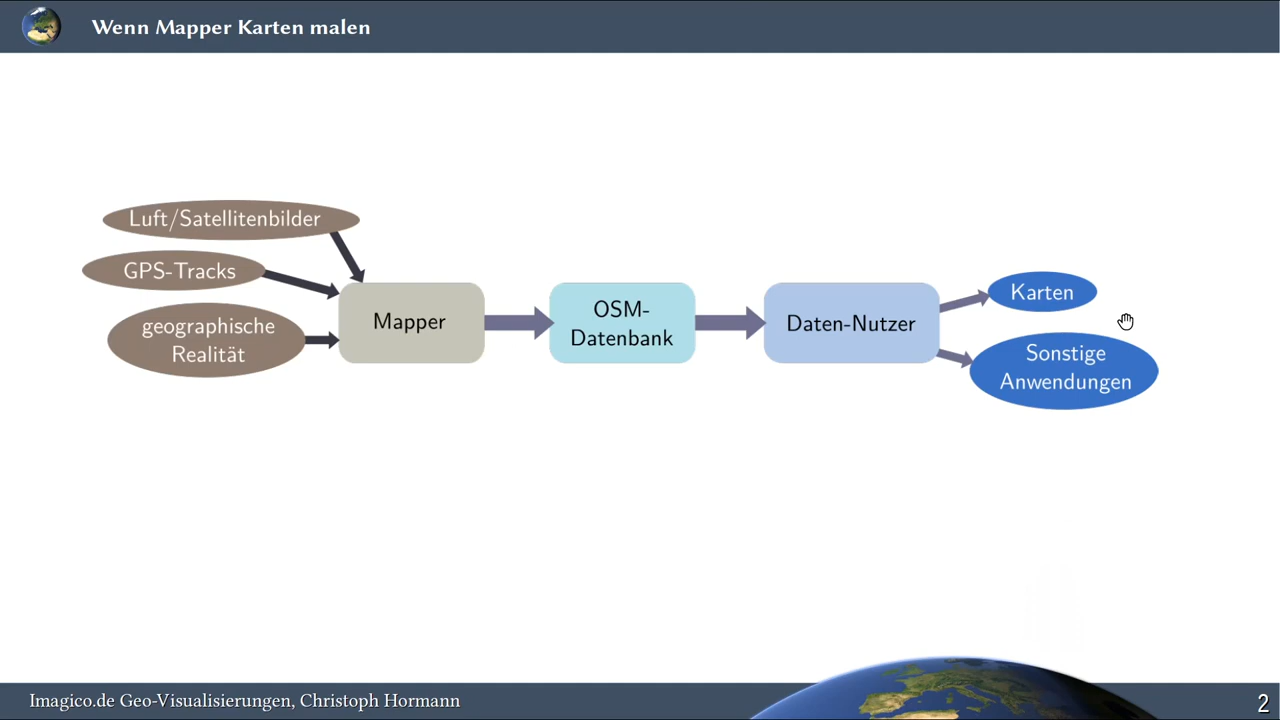 Wenn Mapper Karten malen
Luft/Satellitenbilder
GPS-Tracks
geographische
Realität
Mapper
OSM-
Datenbank
Daten-Nutzer
Karten
Sonstige
Anwendungen
Imagico.de Geo-Visualisierungen, Christoph Hormann
2